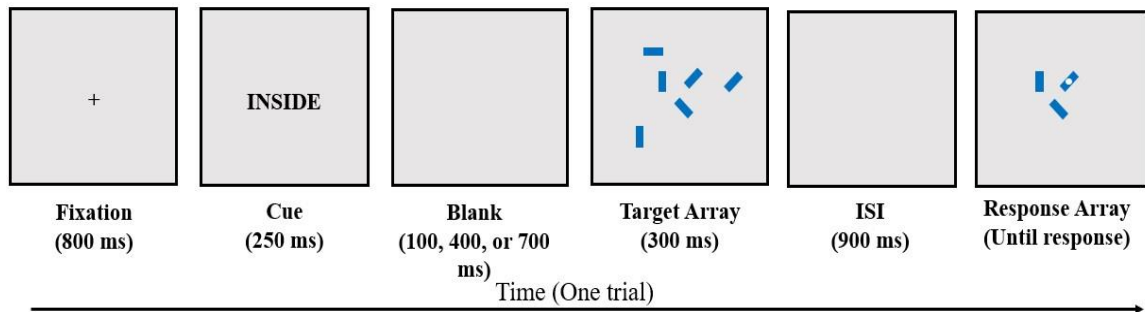 +
INSIDE
Fixation
(800 ms)
Cue
(250 ms)
Blank
(100, 400, or 700
ms)
Target Array
(300 ms)
ISI
(900 ms)
Response Array
(Until response)
Time (One trial)